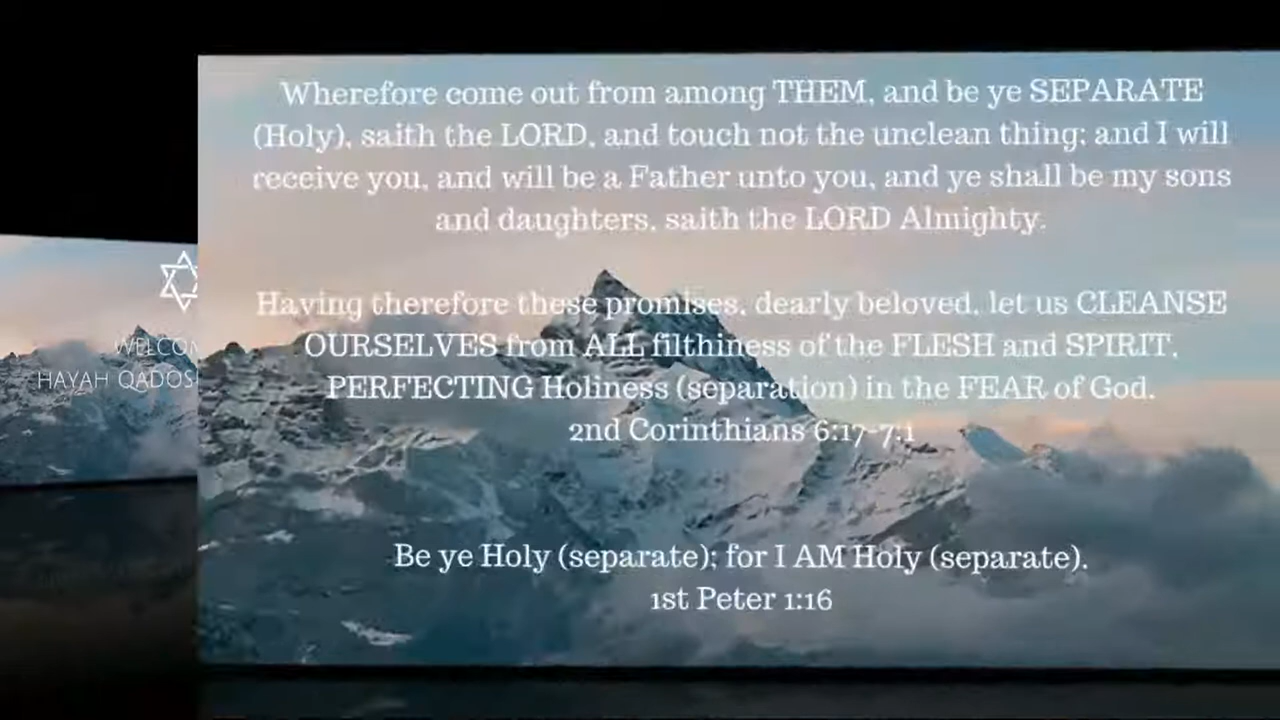 Wherefore come out from among THEM, and be ye SEPARATE
(Holy), saith the LORD, and touch not the unclean thing; and I will
receive you, and will be a Father unto you, and ye shall be my sons
and daughters, saith the LORD Almighty.
Having therefore these promises, dearly beloved, let us CLEANSE
OURSELVES from ALL filthiness of the FLESH and SPIRIT,
PERFECTING Holiness (separation) in the FEAR of God.
2nd Corinthians 6:17-7:1
Be ye Holy (separate); for I AM Holy (separate).
1st Peter 1:16
HAYAH